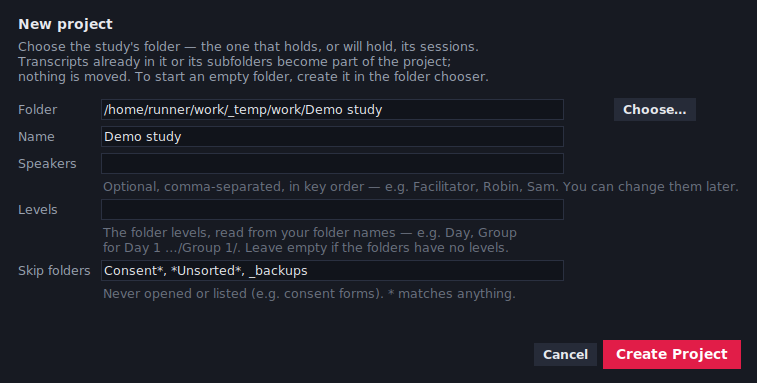 New project
Choose the study's folder — the one that holds, or will hold, its sessions.
Transcripts already in it or its subfolders become part of the project;
nothing is moved. To start an empty folder, create it in the folder chooser.
Folder /home/runner/work/_temp/work/Demo study Choose...
Name Demo study
Speakers
Optional, comma-separated, in key order — e.g. Facilitator, Robin, Sam. You can change them later.
Levels
The folder levels, read from your folder names — e.g. Day, Group
for Day 1 .../Group 1/. Leave empty if the folders have no levels.
Skip folders Consent*, *Unsorted*, _backups
Never opened or listed (e.g. consent forms). * matches anything.
Cancel Create Project